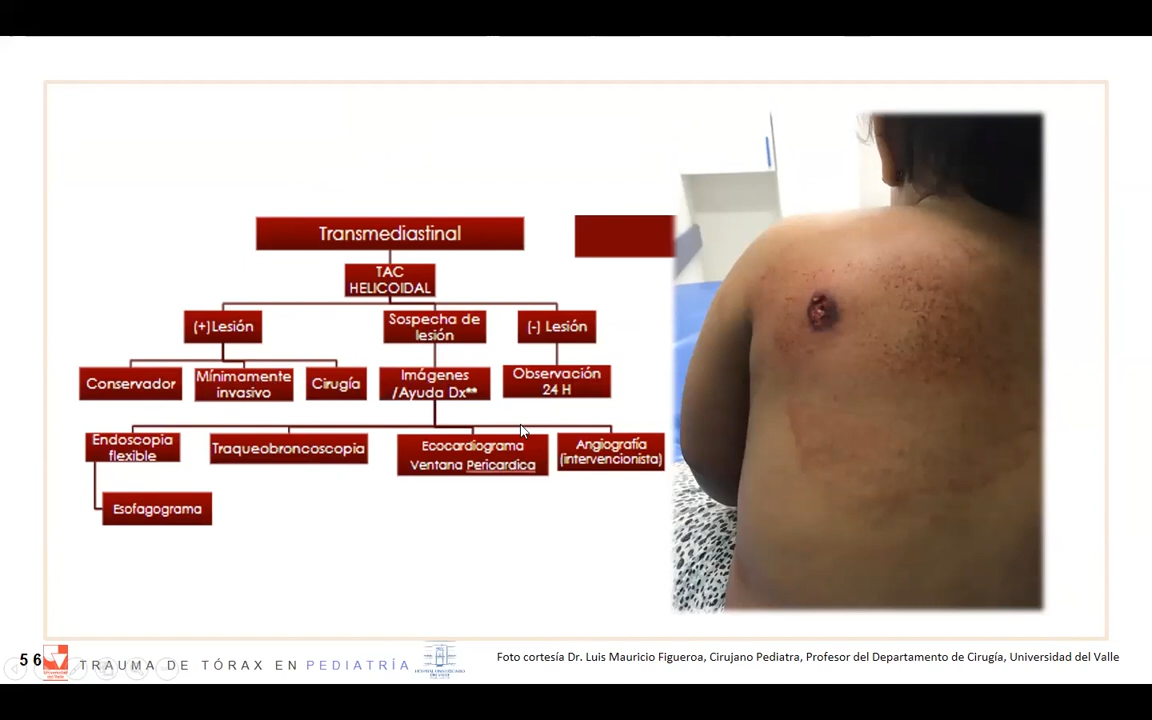 Transmediastinal
TAC
HELICOIDAL
(+)Lesión
Sospecha de
lesión
(-) Lesión
Conservador
Mínimamente
invasivo
Cirugía
Imágenes
/Ayuda Dx**
Observación
24 H
Endoscopia
flexible
Traqueobroncoscopia
Ecocardiograma
Ventana Pericardica
Angiografía
(intervencionista)
Esofagograma
56
TRAUMA DE TÓRAX EN PEDIATRÍA
Foto cortesía Dr. Luis Mauricio Figueroa, Cirujano Pediatra, Profesor del Departamento de Cirugía, Universidad del Valle